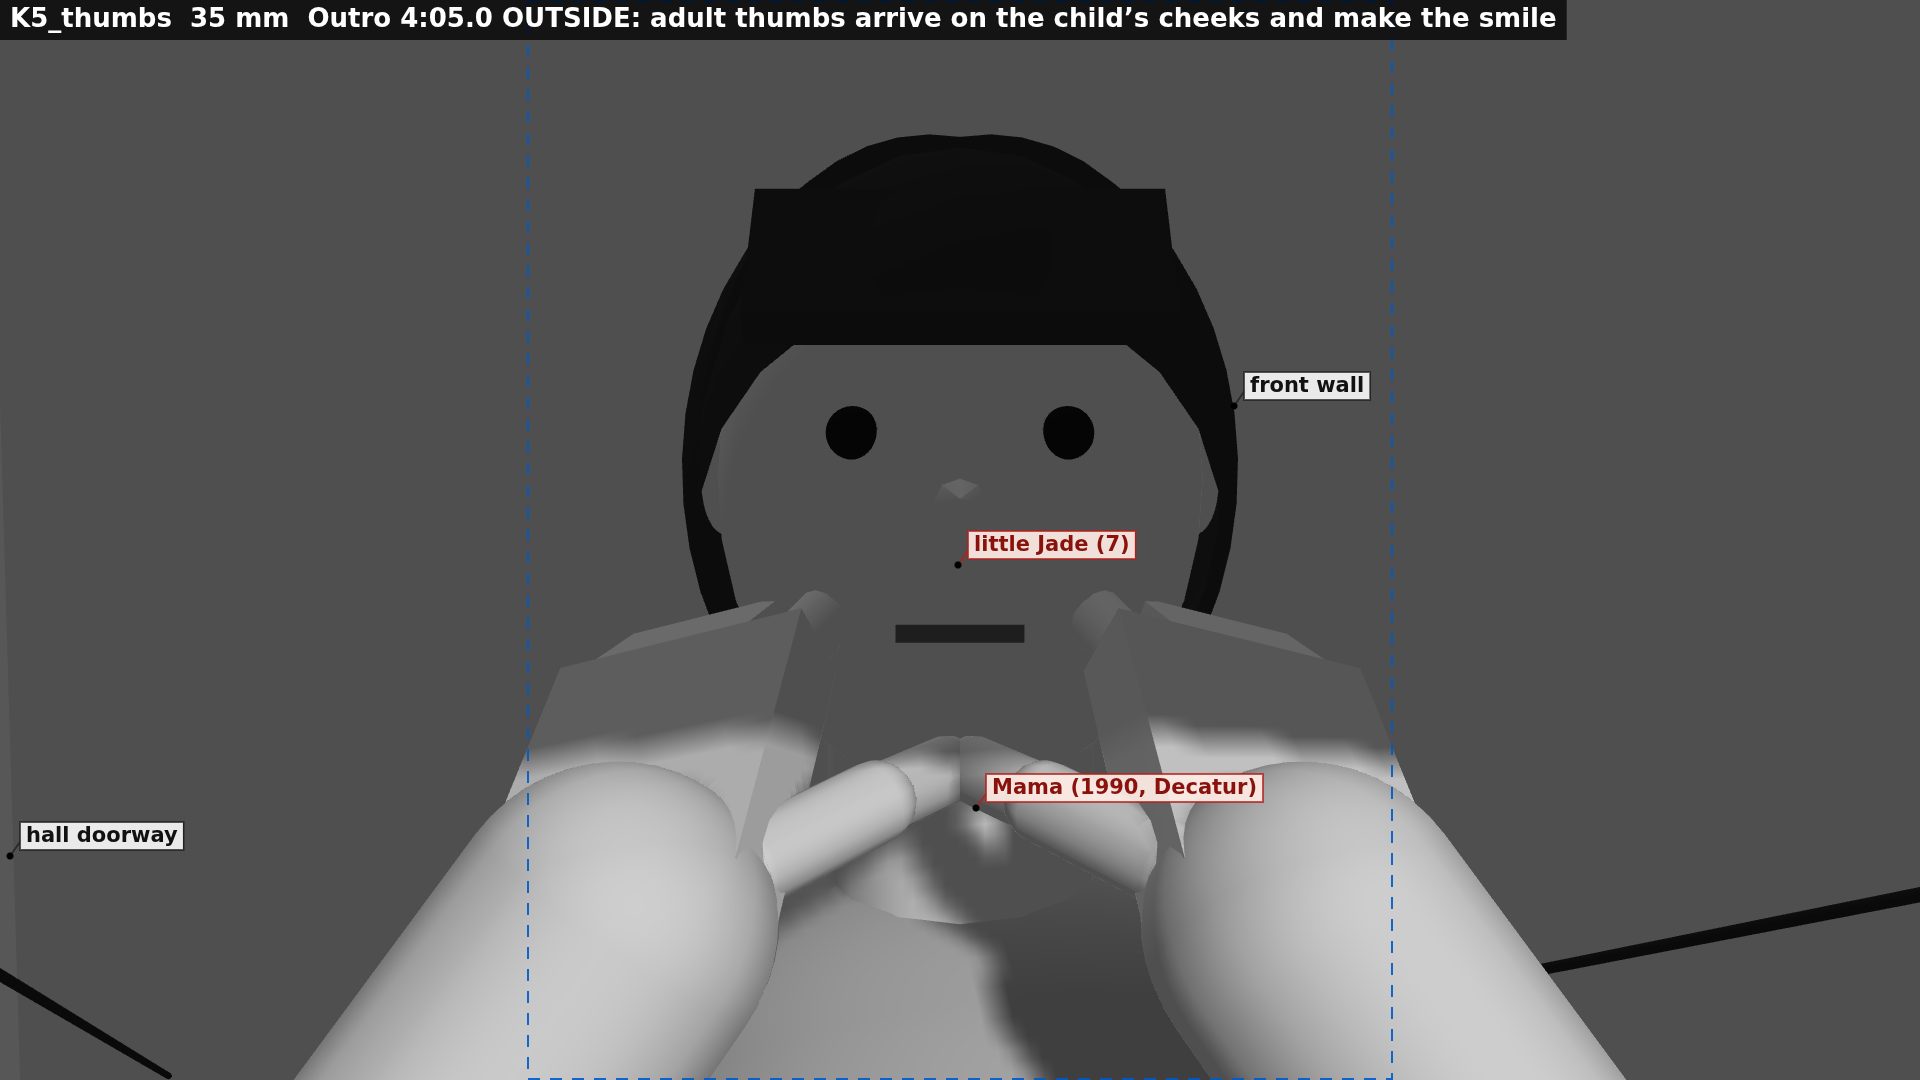 K5_thumbs  35 mm  Outro 4:05.0 OUTSIDE: adult thumbs arrive on the child’s cheeks and make the smile
front wall
little Jade (7)
Mama (1990, Decatur)
hall doorway